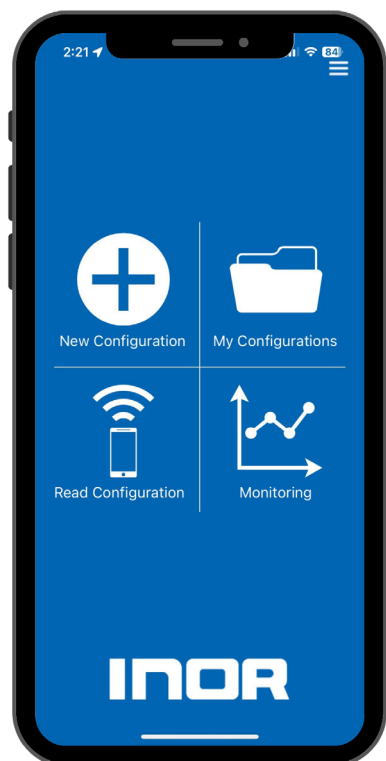 2:21
84
New Configuration
My Configurations
Read Configuration
Monitoring
INOR